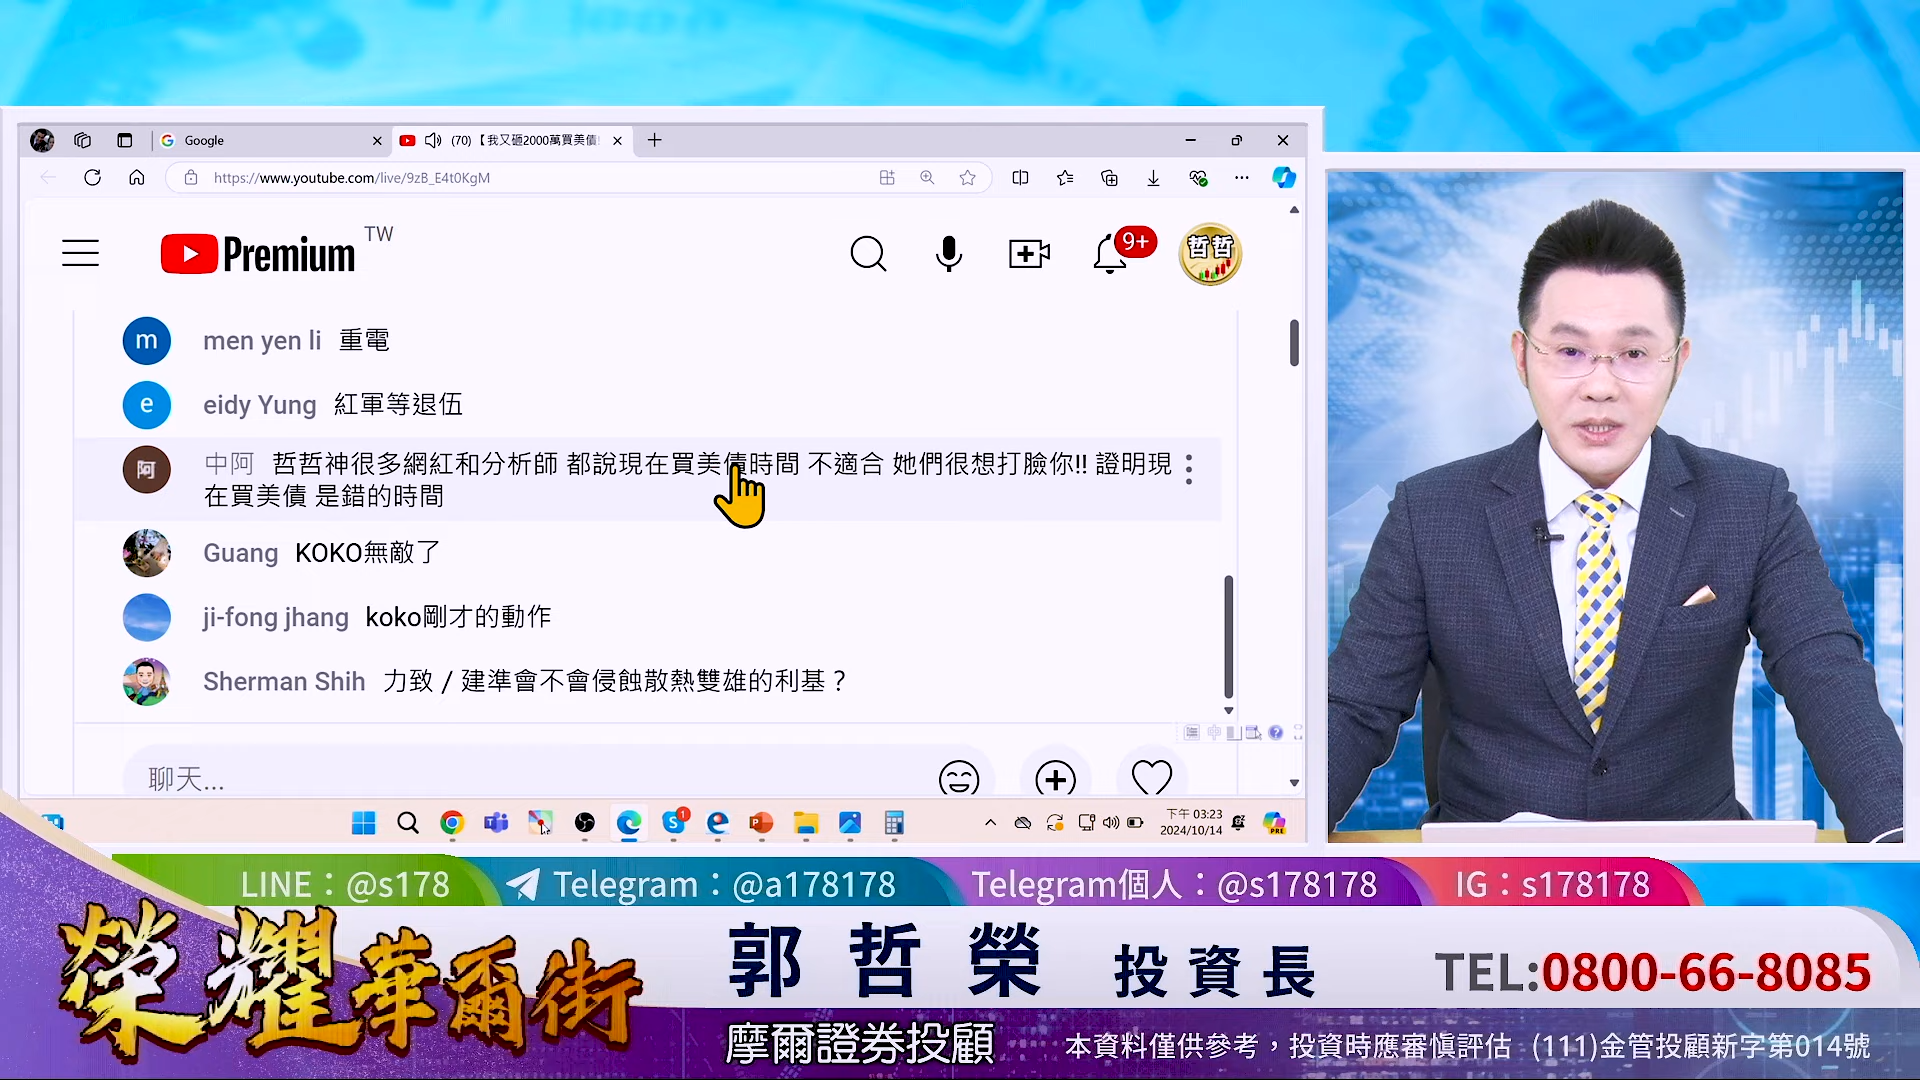 Google
(70)【我又砸2000萬買美債!
https://www.youtube.com/live/9zB_E4t0KgM
Premium TW
9+
哲哲
m men yen li 重電
e eidy Yung 紅軍等退伍
阿 中阿 哲哲神很多網紅和分析師 都說現在買美債時間 不適合 她們很想打臉你!! 證明現
在買美債 是錯的時間
Guang KOKO無敵了
ji-fong jhang koko剛才的動作
Sherman Shih 力致 / 建準會不會侵蝕散熱雙雄的利基？
聊天...
下午 03:23
2024/10/14
LINE：@s178
Telegram：@a178178
Telegram個人：@s178178
IG：s178178
榮耀華爾街
郭哲榮 投資長
TEL:0800-66-8085
摩爾證券投顧
本資料僅供參考，投資時應審慎評估 (111)金管投顧新字第014號